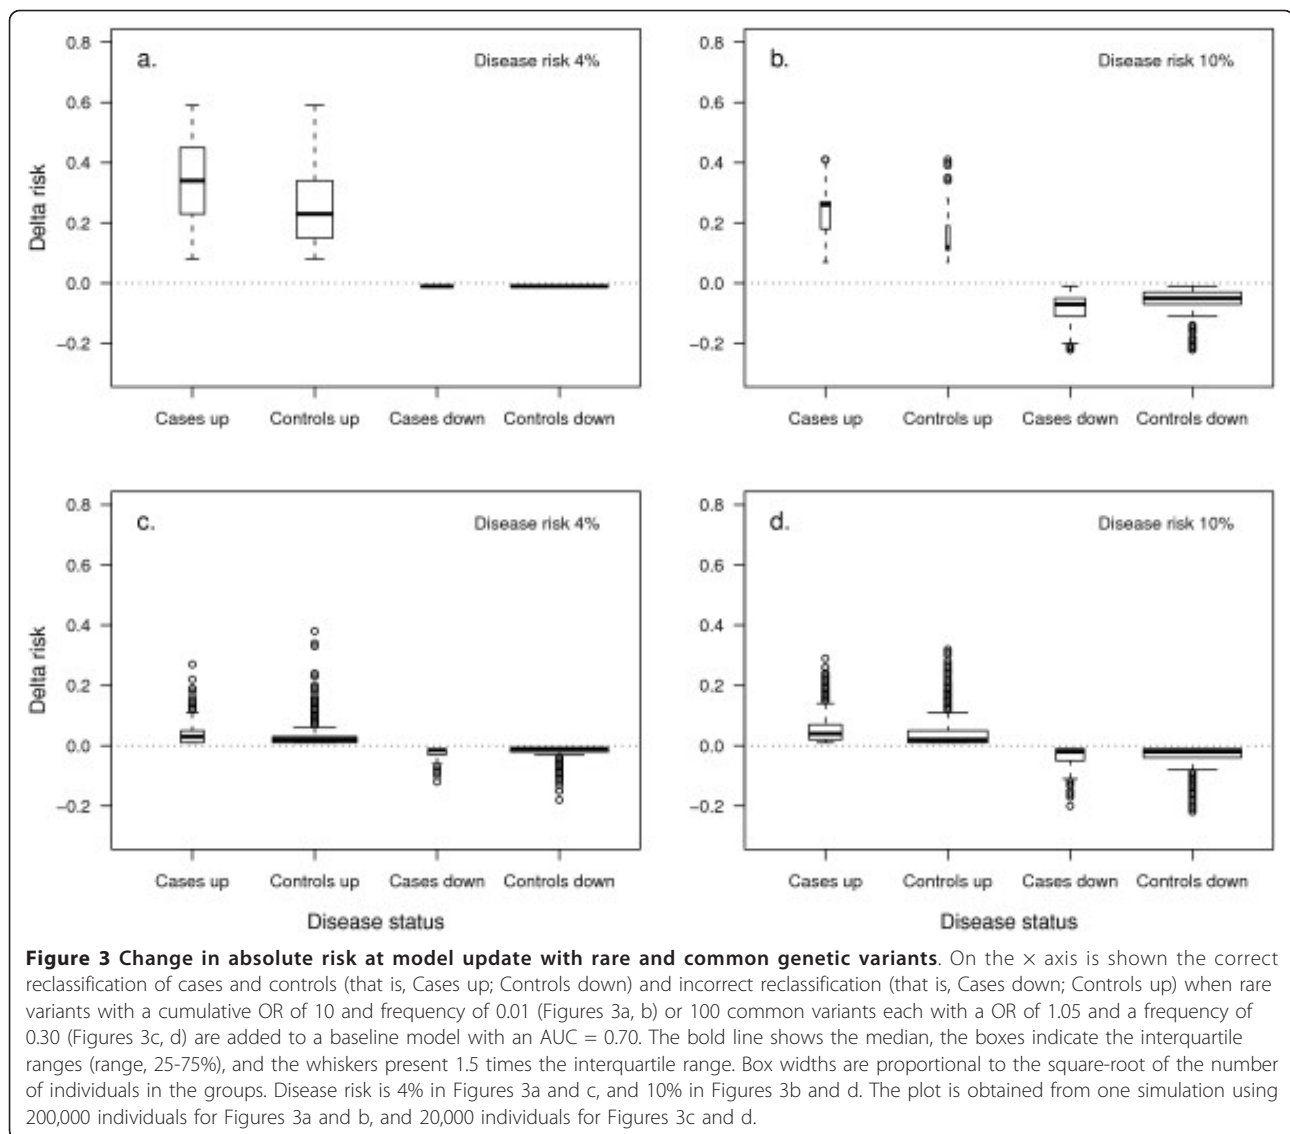 a.
Disease risk 4%
Delta risk
0.8
0.6
0.4
0.2
0.0
−0.2
Cases up
Controls up
Cases down
Controls down
b.
Disease risk 10%
0.8
0.6
0.4
0.2
0.0
−0.2
Cases up
Controls up
Cases down
Controls down
c.
Disease risk 4%
Delta risk
0.8
0.6
0.4
0.2
0.0
−0.2
Cases up
Controls up
Cases down
Controls down
Disease status
d.
Disease risk 10%
0.8
0.6
0.4
0.2
0.0
−0.2
Cases up
Controls up
Cases down
Controls down
Disease status
Figure 3 Change in absolute risk at model update with rare and common genetic variants. On the × axis is shown the correct
reclassification of cases and controls (that is, Cases up; Controls down) and incorrect reclassification (that is, Cases down; Controls up) when rare
variants with a cumulative OR of 10 and frequency of 0.01 (Figures 3a, b) or 100 common variants each with a OR of 1.05 and a frequency of
0.30 (Figures 3c, d) are added to a baseline model with an AUC = 0.70. The bold line shows the median, the boxes indicate the interquartile
ranges (range, 25-75%), and the whiskers present 1.5 times the interquartile range. Box widths are proportional to the square-root of the number
of individuals in the groups. Disease risk is 4% in Figures 3a and c, and 10% in Figures 3b and d. The plot is obtained from one simulation using
200,000 individuals for Figures 3a and b, and 20,000 individuals for Figures 3c and d.